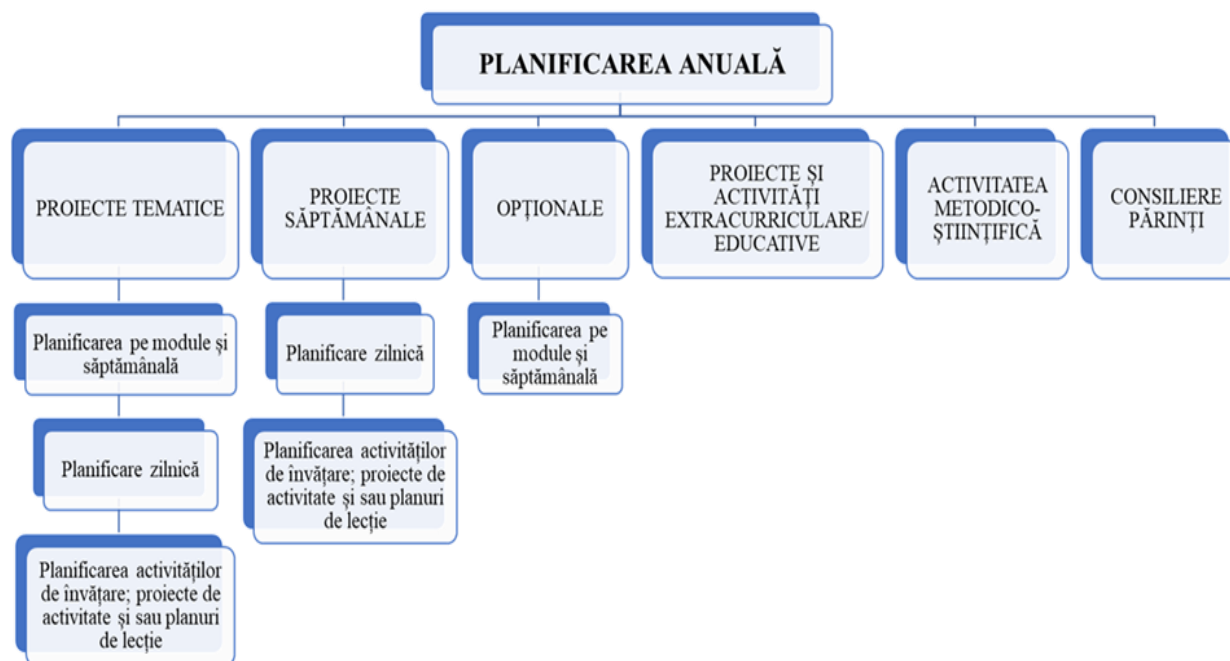 PLANIFICAREA ANUALĂ
PROIECTE TEMATICE
PROIECTE
SĂPTĂMÂNALE
OPȚIONALE
PROIECTE ȘI
ACTIVITĂȚI
EXTRACURRICULARE/
EDUCATIVE
ACTIVITATEA
METODICO-
ȘTIINȚIFICĂ
CONSILIERE
PĂRINȚI
Planificarea pe module și
săptămânală
Planificare zilnică
Planificarea pe
module și
săptămânală
Planificare zilnică
Planificarea activităților
de învățare; proiecte de
activitate și sau planuri
de lecție
Planificarea activităților
de învățare; proiecte de
activitate și sau planuri
de lecție